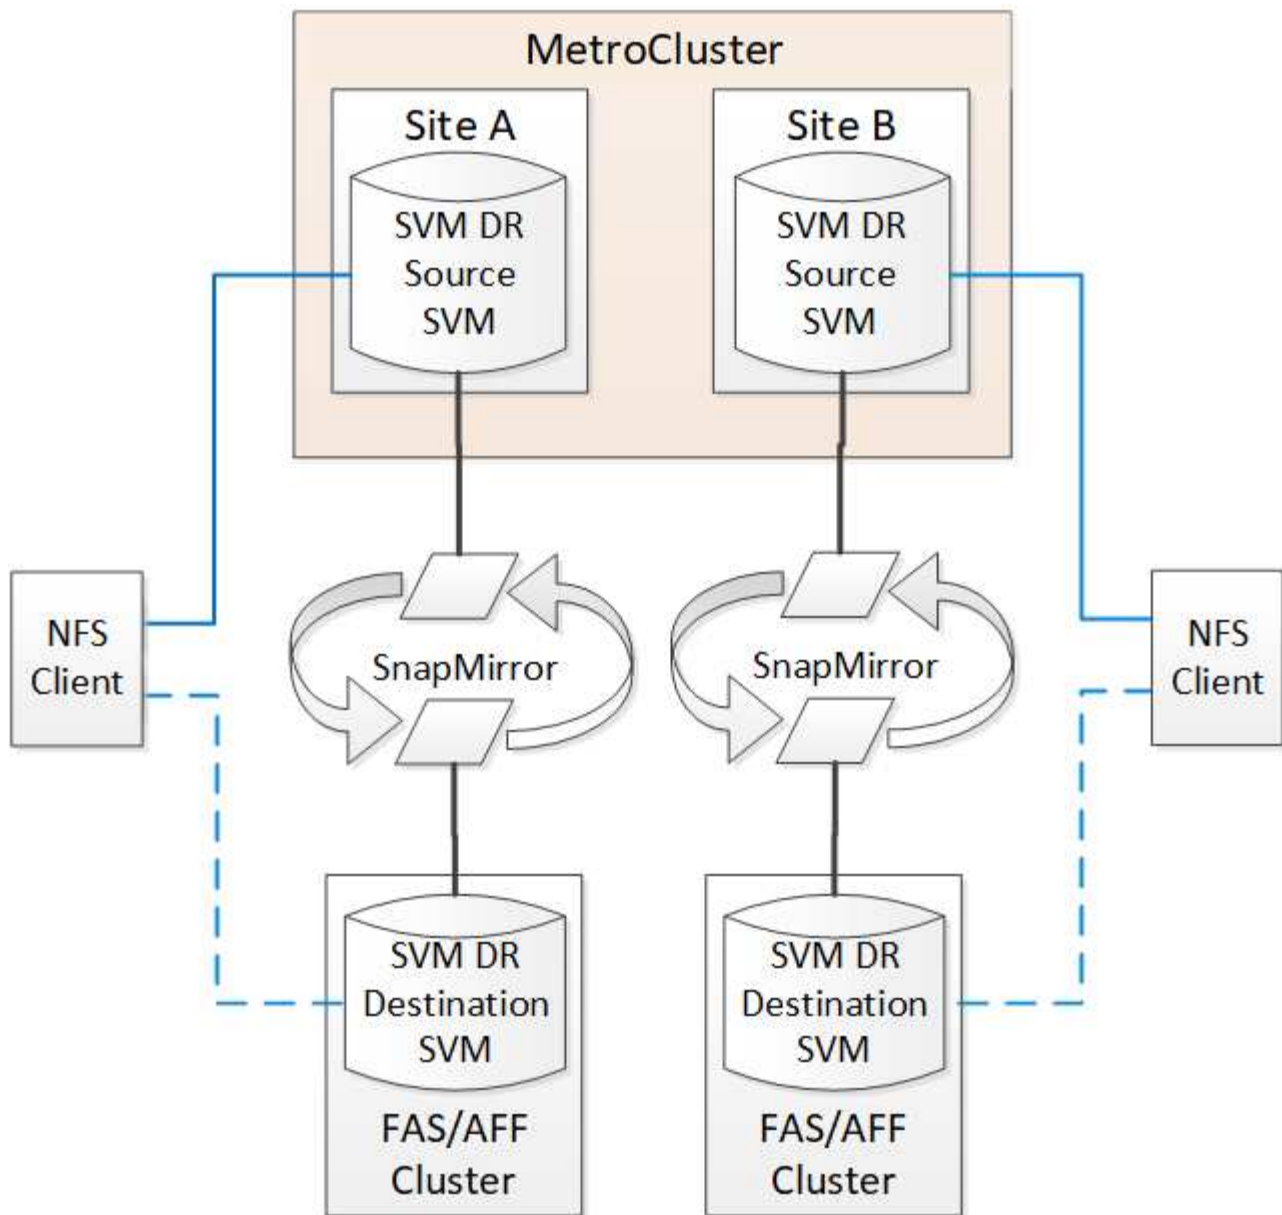 MetroCluster
Site A
SVM DR
Source
SVM
Site B
SVM DR
Source
SVM
NFS
Client
SnapMirror
SnapMirror
NFS
Client
SVM DR
Destination
SVM
FAS/AFF
Cluster
SVM DR
Destination
SVM
FAS/AFF
Cluster